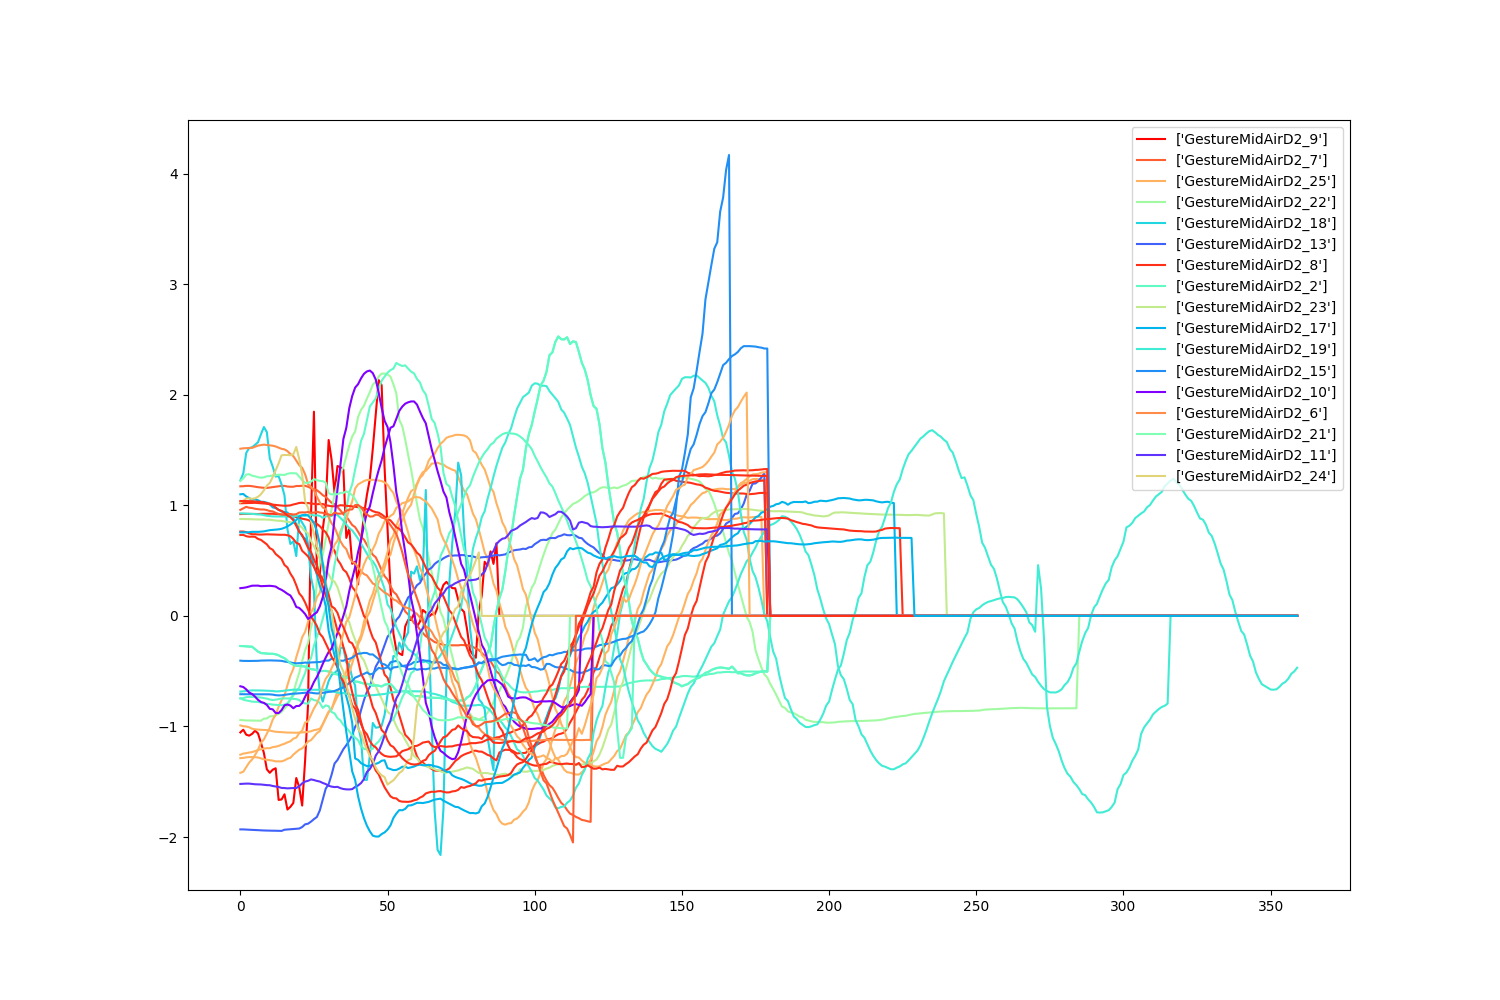 ['GestureMidAirD2_9']
['GestureMidAirD2_7']
['GestureMidAirD2_25']
['GestureMidAirD2_22']
['GestureMidAirD2_18']
['GestureMidAirD2_13']
['GestureMidAirD2_8']
['GestureMidAirD2_2']
['GestureMidAirD2_23']
['GestureMidAirD2_17']
['GestureMidAirD2_19']
['GestureMidAirD2_15']
['GestureMidAirD2_10']
['GestureMidAirD2_6']
['GestureMidAirD2_21']
['GestureMidAirD2_11']
['GestureMidAirD2_24']
4
3
2
1
0
−1
−2
0 50 100 150 200 250 300 350